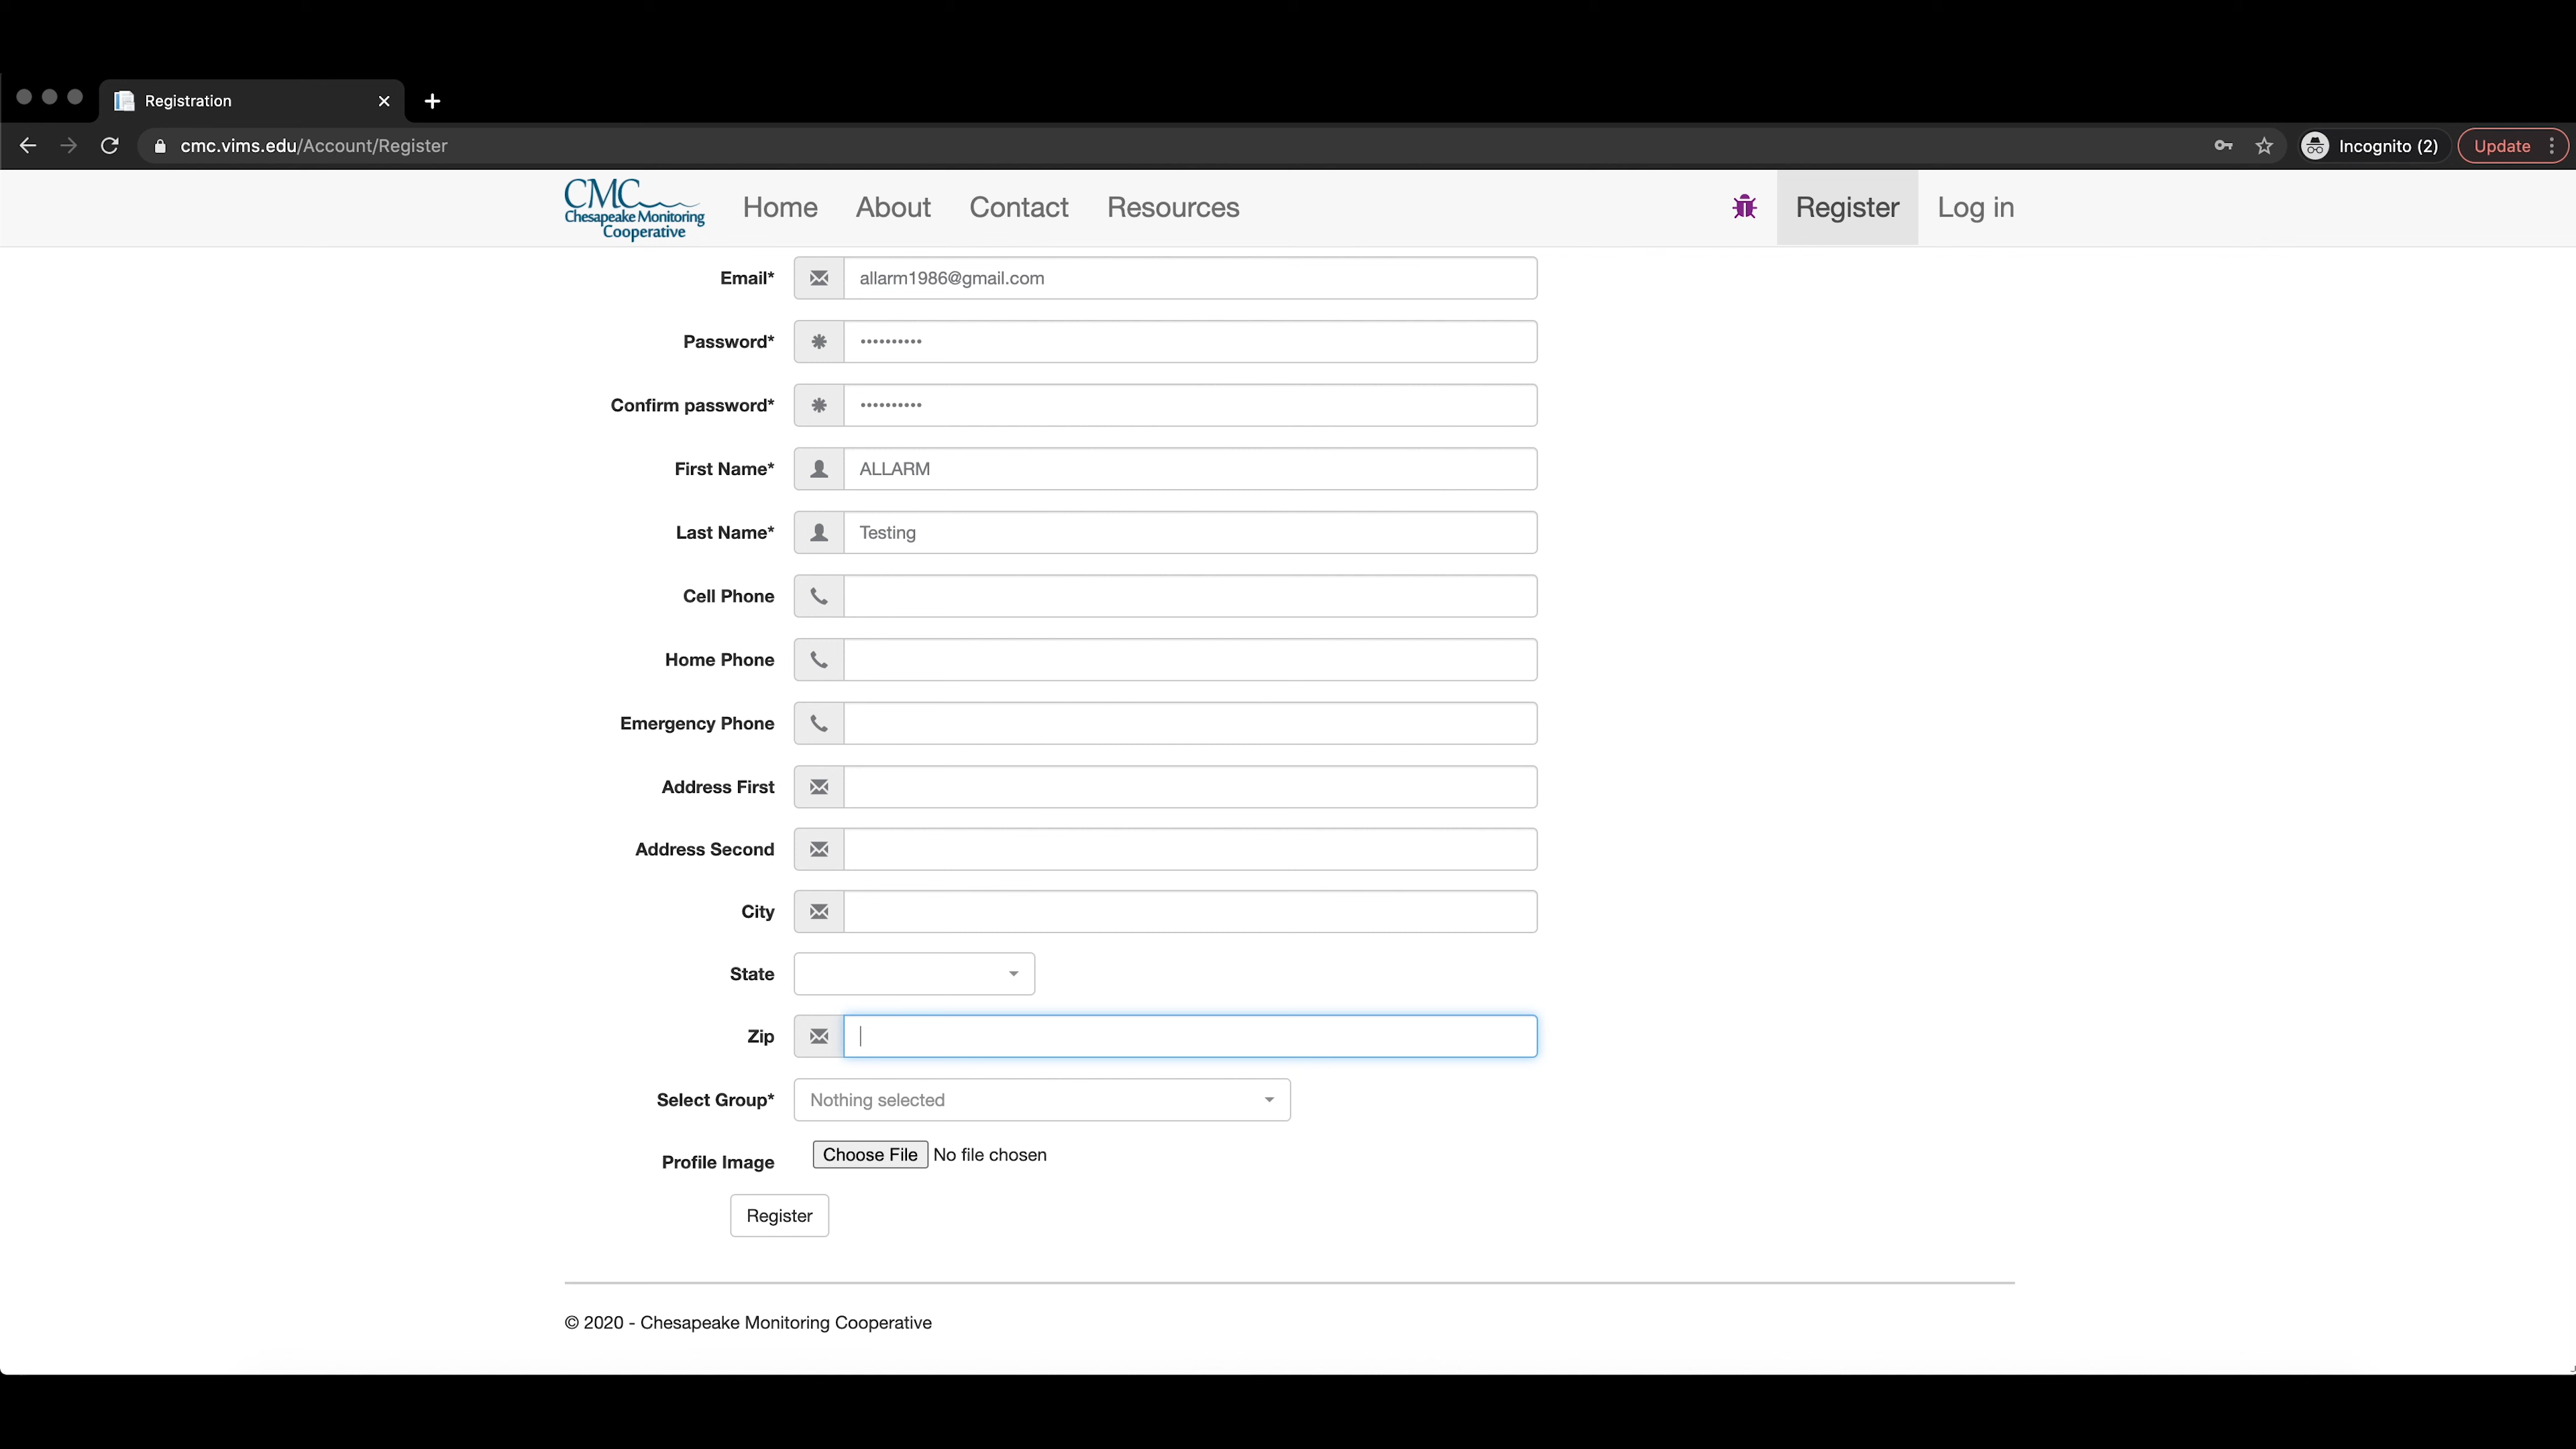 Registration
cmc.vims.edu/Account/Register
Incognito (2)
Update
CMC
Chesapeake Monitoring
Cooperative
Home
About
Contact
Resources
Register
Log in
Email*
allarm1986@gmail.com
Password*
••••••••••
Confirm password*
••••••••••
First Name*
ALLARM
Last Name*
Testing
Cell Phone
Home Phone
Emergency Phone
Address First
Address Second
City
State
Zip
Select Group*
Nothing selected
Profile Image
Choose File No file chosen
Register
© 2020 - Chesapeake Monitoring Cooperative